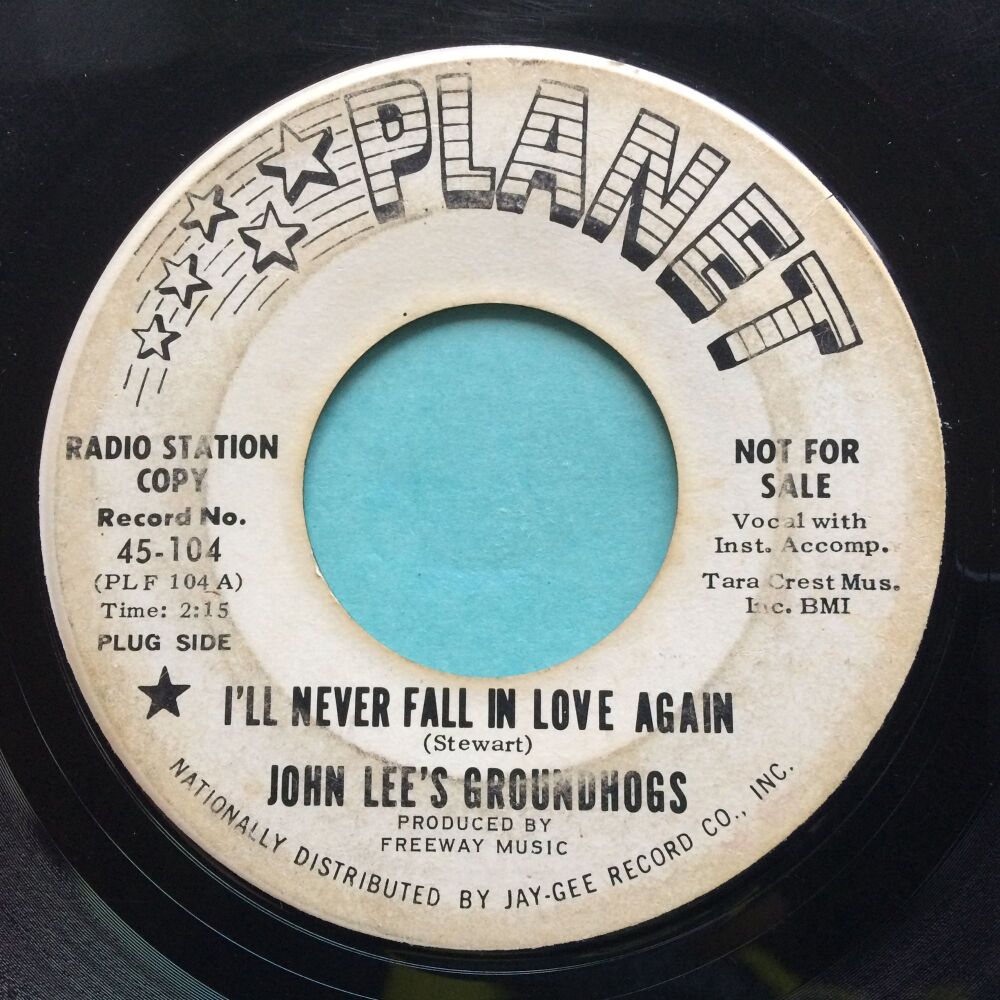 PLANET
RADIO STATION
COPY
Record No.
45-104
(PLF 104 A)
Time: 2:15
PLUG SIDE
NOT FOR
SALE
Vocal with
Inst. Accomp.
Tara Crest Mus.
Inc. BMI
I'LL NEVER FALL IN LOVE AGAIN
(Stewart)
JOHN LEE'S GROUNDHOGS
PRODUCED BY
FREEWAY MUSIC
NATIONALLY DISTRIBUTED BY JAY-GEE RECORD CO., INC.